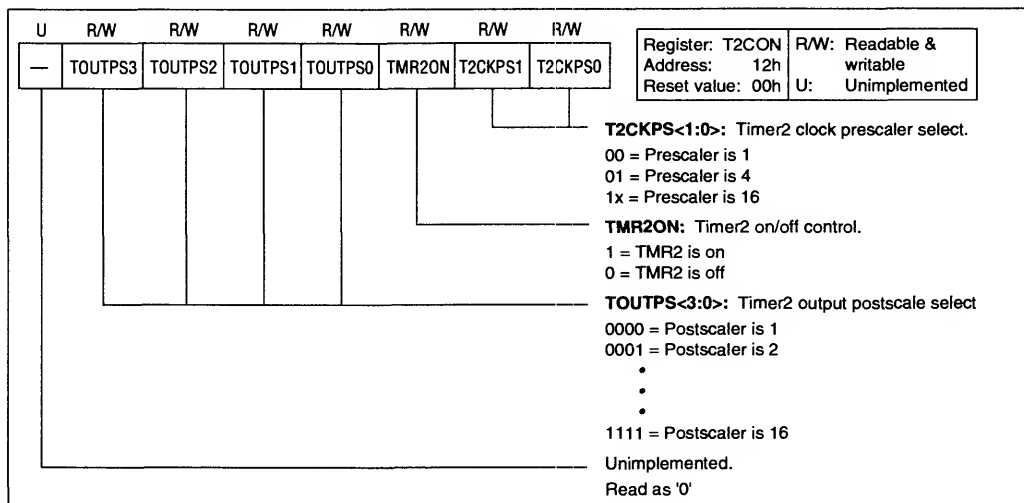 U R/W R/W R/W R/W R/W R/W R/W
— TOUTPS3 TOUTPS2 TOUTPS1 TOUTPS0 TMR2ON T2CKPS1 T2CKPS0
Register: T2CON
Address: 12h
Reset value: 00h
R/W: Readable &
writable
U: Unimplemented
T2CKPS<1:0>: Timer2 clock prescaler select.
00 = Prescaler is 1
01 = Prescaler is 4
1x = Prescaler is 16
TMR2ON: Timer2 on/off control.
1 = TMR2 is on
0 = TMR2 is off
TOUTPS<3:0>: Timer2 output postscale select
0000 = Postscaler is 1
0001 = Postscaler is 2
•
•
•
1111 = Postscaler is 16
Unimplemented.
Read as '0'